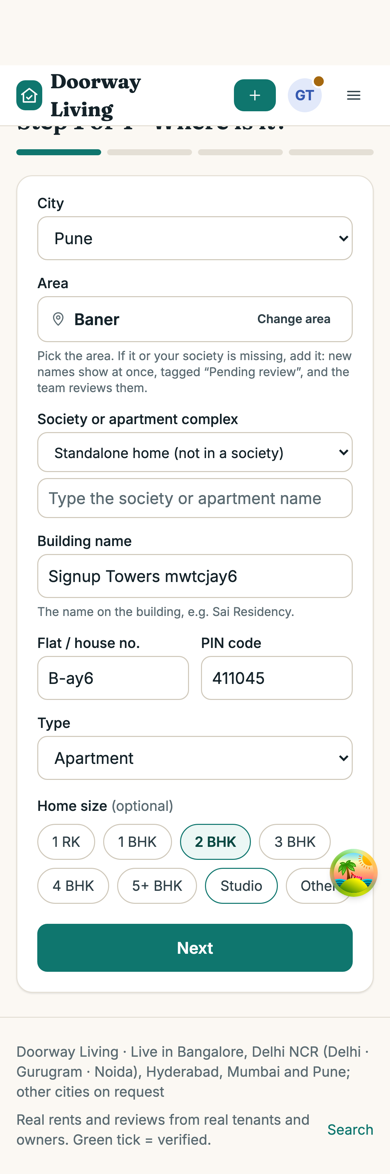 Doorway
Living
+
GT
City
Pune
Area
Baner
Change area
Pick the area. If it or your society is missing, add it: new
names show at once, tagged “Pending review”, and the
team reviews them.
Society or apartment complex
Standalone home (not in a society)
Type the society or apartment name
Building name
Signup Towers mwtcjay6
The name on the building, e.g. Sai Residency.
Flat / house no.
PIN code
B-ay6
411045
Type
Apartment
Home size (optional)
1 RK
1 BHK
2 BHK
3 BHK
4 BHK
5+ BHK
Studio
Other
Next
Doorway Living · Live in Bangalore, Delhi NCR (Delhi ·
Gurugram · Noida), Hyderabad, Mumbai and Pune;
other cities on request
Real rents and reviews from real tenants and
owners. Green tick = verified.
Search